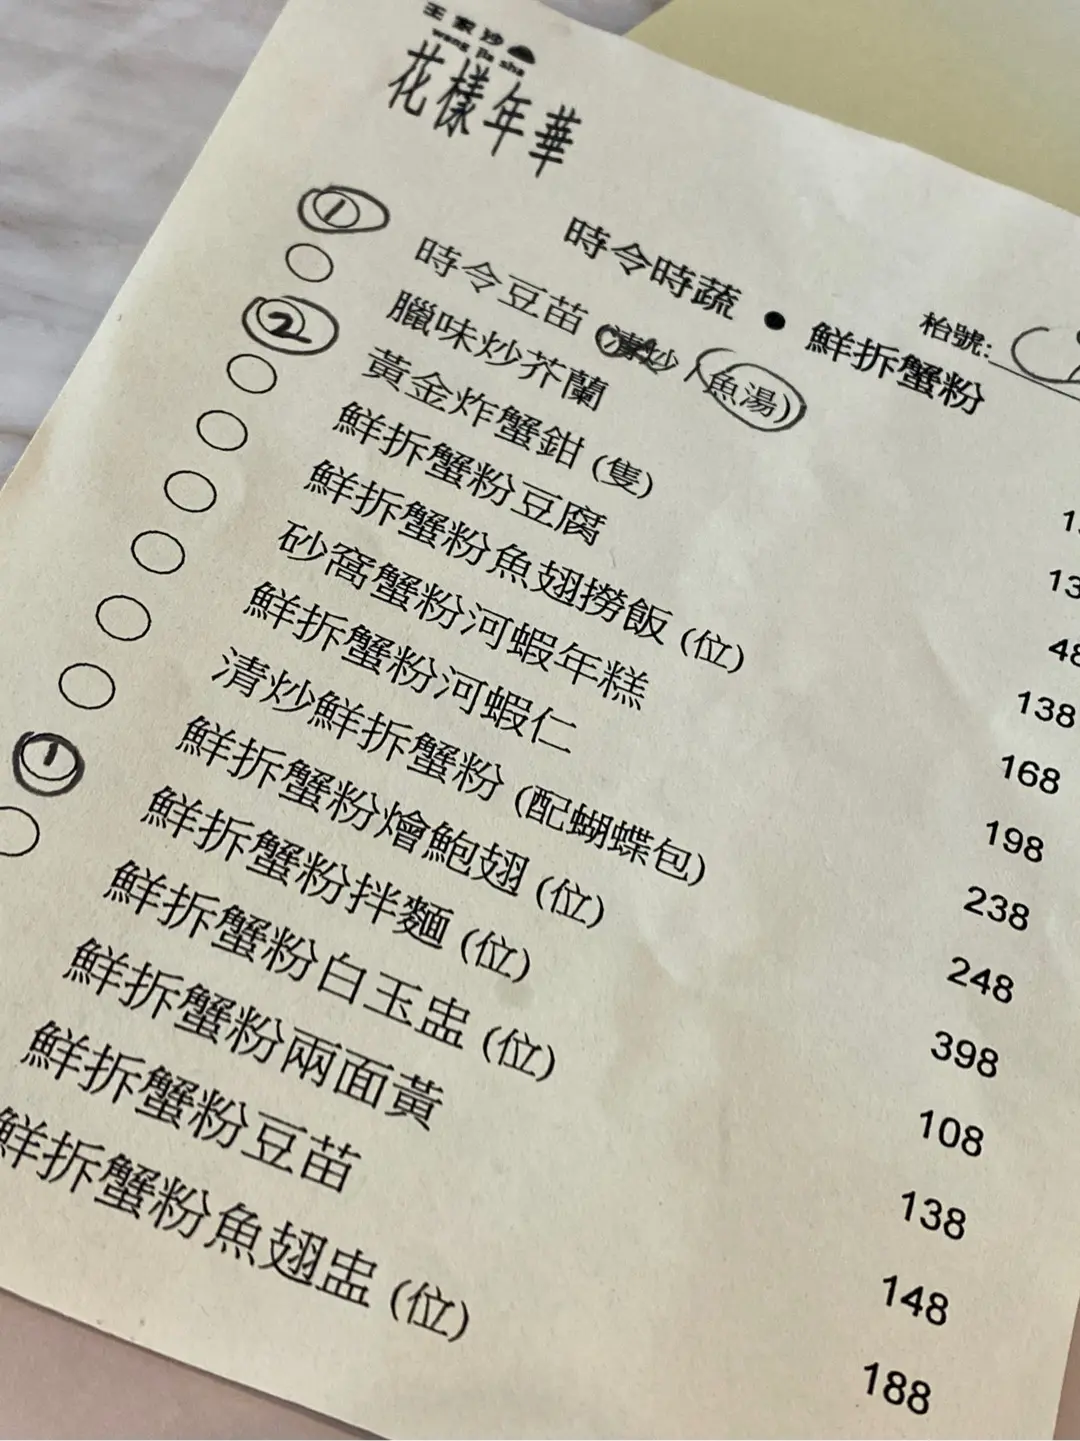 王家沙
wang jia sha
花樣年華
時令時蔬 • 鮮拆蟹粉
枱號:
① 時令豆苗 (清炒 / 魚湯)
臘味炒芥蘭
② 黃金炸蟹鉗 (隻)
鮮拆蟹粉豆腐 138
鮮拆蟹粉魚翅撈飯 (位) 168
砂窩蟹粉河蝦年糕 198
鮮拆蟹粉河蝦仁 238
清炒鮮拆蟹粉 (配蝴蝶包) 248
鮮拆蟹粉燴鮑翅 (位) 398
1 鮮拆蟹粉拌麵 (位) 108
鮮拆蟹粉白玉盅 (位) 138
鮮拆蟹粉兩面黃 148
鮮拆蟹粉豆苗 188
鮮拆蟹粉魚翅盅 (位)